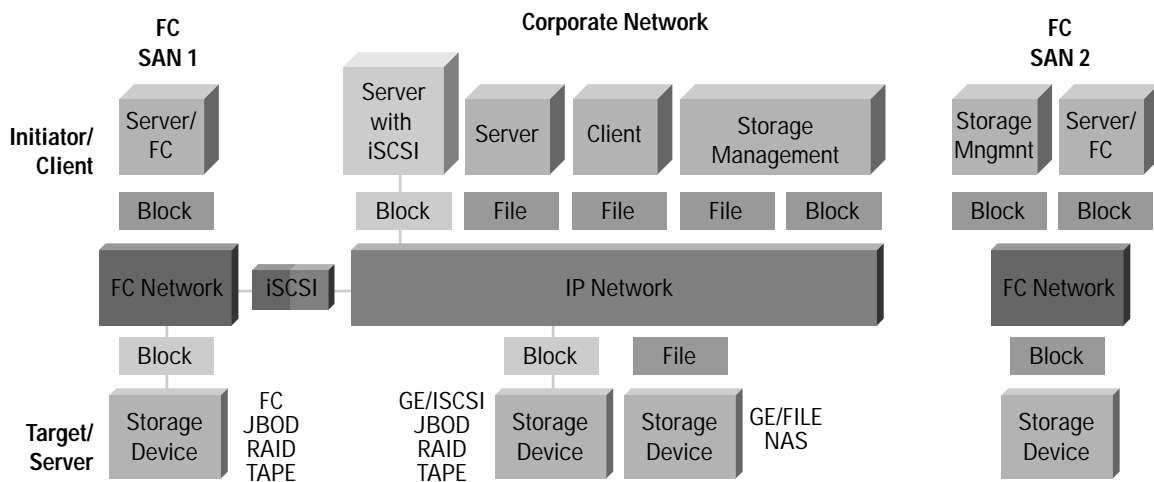 FC
SAN 1
Corporate Network
FC
SAN 2
Initiator/
Client
Server/
FC
Server
with
iSCSI
Server
Client
Storage
Management
Storage
Mngmnt
Server/
FC
Block
Block
File
File
File
Block
Block
Block
FC Network
iSCSI
IP Network
FC Network
Block
Block
File
Block
Target/
Server
Storage
Device
FC
JBOD
RAID
TAPE
GE/ISCSI
JBOD
RAID
TAPE
Storage
Device
Storage
Device
GE/FILE
NAS
Storage
Device